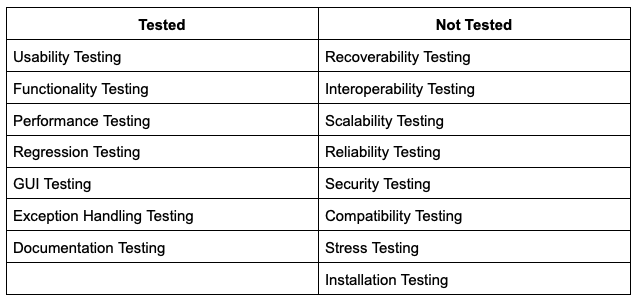 Tested Not Tested
Usability Testing Recoverability Testing
Functionality Testing Interoperability Testing
Performance Testing Scalability Testing
Regression Testing Reliability Testing
GUI Testing Security Testing
Exception Handling Testing Compatibility Testing
Documentation Testing Stress Testing
Installation Testing